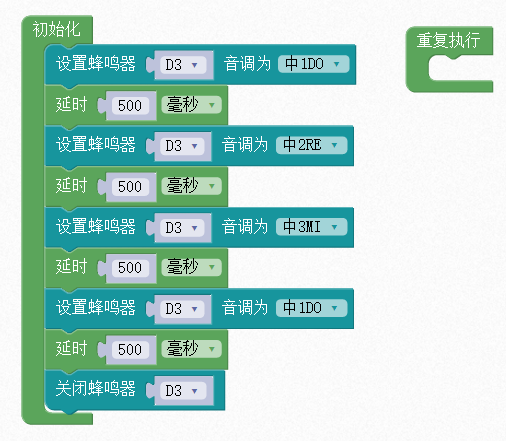 初始化
重复执行
设置蜂鸣器 D3 音调为 中1DO
延时 500 毫秒
设置蜂鸣器 D3 音调为 中2RE
延时 500 毫秒
设置蜂鸣器 D3 音调为 中3MI
延时 500 毫秒
设置蜂鸣器 D3 音调为 中1DO
延时 500 毫秒
关闭蜂鸣器 D3